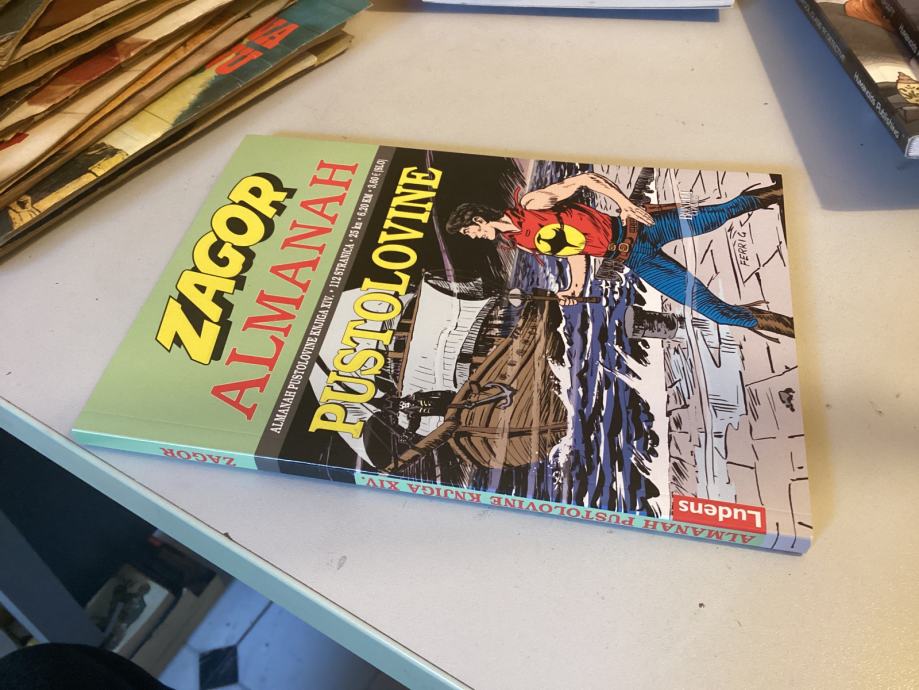 ZAGOR
ALMANAH
ALMANAH PUSTOLOVINE KNJIGA XIV. • 112 STRANICA • 25 kn • 6,20 KM • 3,60 € (SLO)
PUSTOLOVINE
FERRI
Ludens
ZAGOR
ALMANAH PUSTOLOVINE KNJIGA XIV.